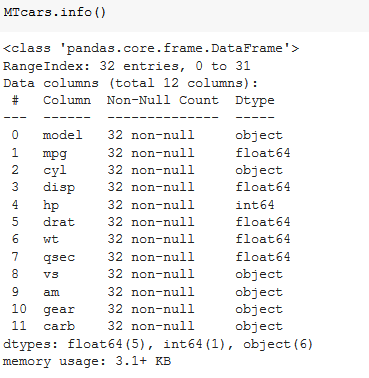 MTcars.info()
<class 'pandas.core.frame.DataFrame'>
RangeIndex: 32 entries, 0 to 31
Data columns (total 12 columns):
 #   Column  Non-Null Count  Dtype
---  ------  --------------  -----
 0   model   32 non-null     object
 1   mpg     32 non-null     float64
 2   cyl     32 non-null     object
 3   disp    32 non-null     float64
 4   hp      32 non-null     int64
 5   drat    32 non-null     float64
 6   wt      32 non-null     float64
 7   qsec    32 non-null     float64
 8   vs      32 non-null     object
 9   am      32 non-null     object
 10  gear    32 non-null     object
 11  carb    32 non-null     object
dtypes: float64(5), int64(1), object(6)
memory usage: 3.1+ KB